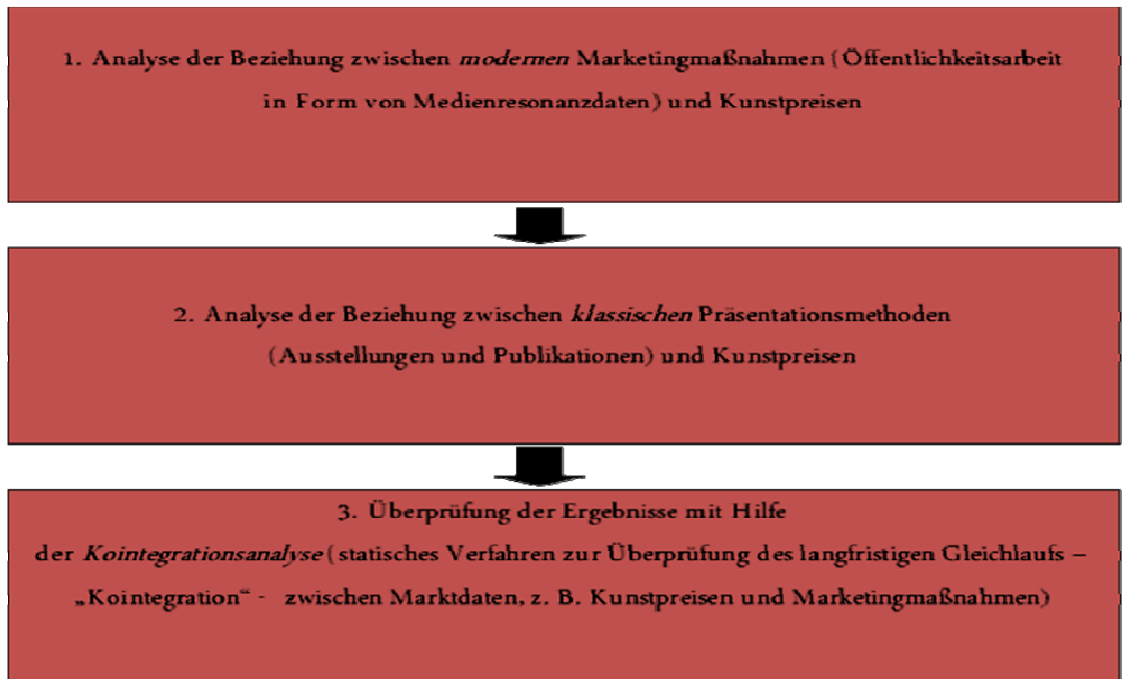 1. Analyse der Beziehung zwischen modernen Marketingmaßnahmen (Öffentlichkeitsarbeit
in Form von Medienresonanzdaten) und Kunstpreisen
2. Analyse der Beziehung zwischen klassischen Präsentationsmethoden
(Ausstellungen und Publikationen) und Kunstpreisen
3. Überprüfung der Ergebnisse mit Hilfe
der Kointegrationsanalyse (statisches Verfahren zur Überprüfung des langfristigen Gleichlaufs –
„Kointegration“ - zwischen Marktdaten, z. B. Kunstpreisen und Marketingmaßnahmen)